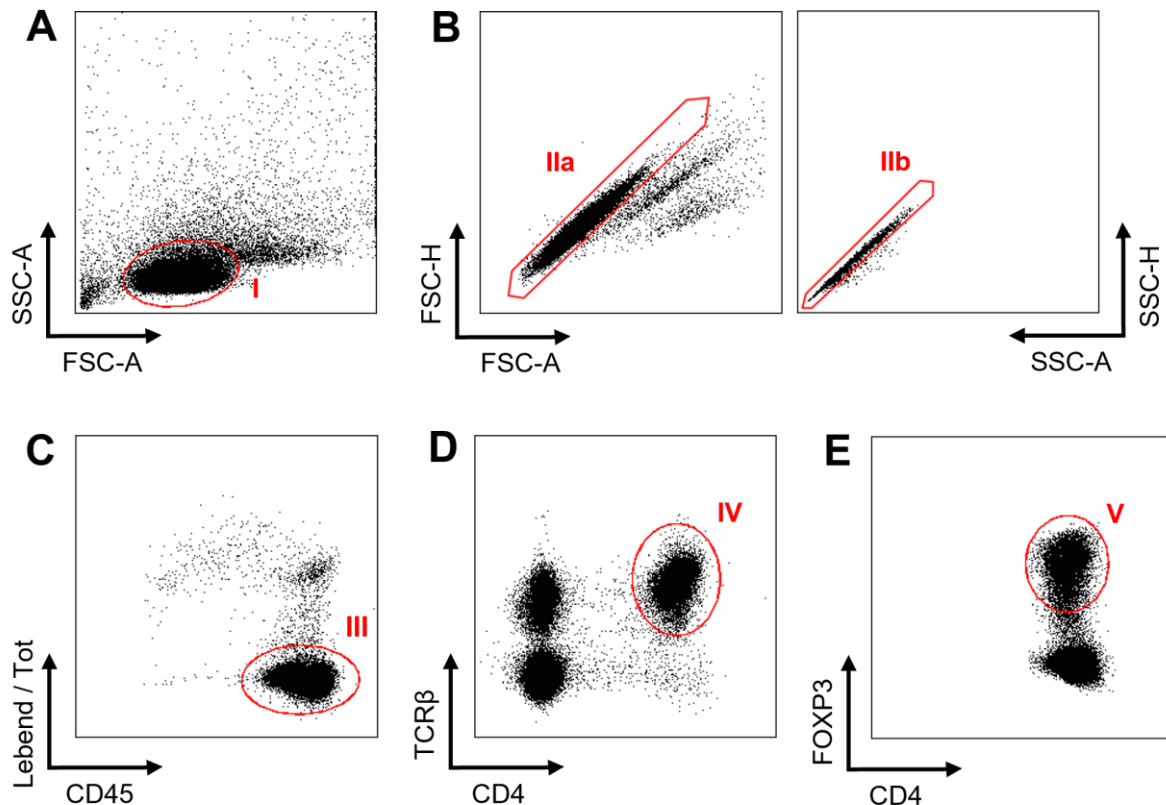 A
SSC-A
I
FSC-A
B
IIa
FSC-H
FSC-A
IIb
SSC-H
SSC-A
C
III
Lebend / Tot
CD45
D
IV
TCRβ
CD4
E
V
FOXP3
CD4